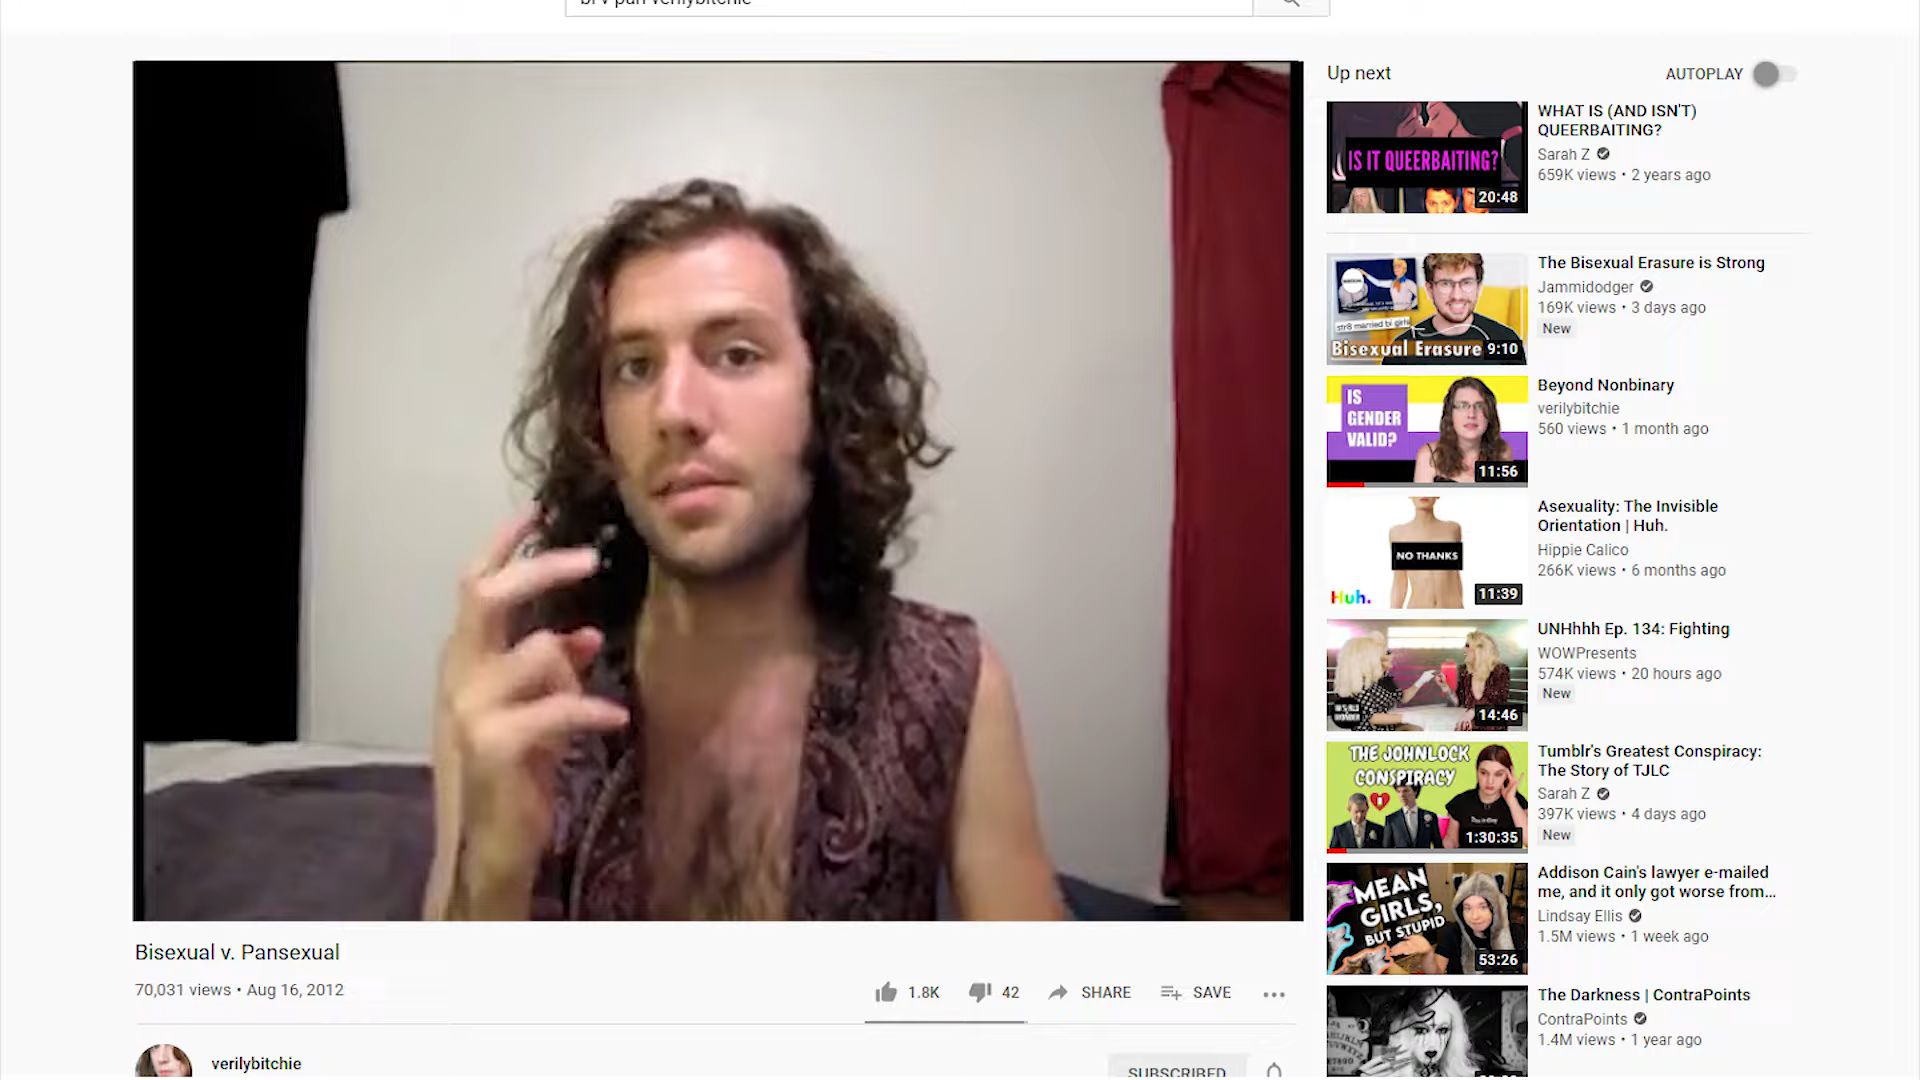 bi v pan verilybitchie
Up next
AUTOPLAY
IS IT QUEERBAITING?
20:48
WHAT IS (AND ISN'T)
QUEERBAITING?
Sarah Z
659K views • 2 years ago
str8 married bi girls
Bisexual Erasure
9:10
The Bisexual Erasure is Strong
Jammidodger
169K views • 3 days ago
New
IS
GENDER
VALID?
11:56
Beyond Nonbinary
verilybitchie
560 views • 1 month ago
NO THANKS
Huh.
11:39
Asexuality: The Invisible
Orientation | Huh.
Hippie Calico
266K views • 6 months ago
14:46
UNHhhh Ep. 134: Fighting
WOWPresents
574K views • 20 hours ago
New
THE JOHNLOCK
CONSPIRACY
1:30:35
Tumblr's Greatest Conspiracy:
The Story of TJLC
Sarah Z
397K views • 4 days ago
New
MEAN
GIRLS,
BUT STUPID
53:26
Addison Cain's lawyer e-mailed
me, and it only got worse from...
Lindsay Ellis
1.5M views • 1 week ago
The Darkness | ContraPoints
ContraPoints
1.4M views • 1 year ago
Bisexual v. Pansexual
70,031 views • Aug 16, 2012
1.8K
42
SHARE
SAVE
verilybitchie
SUBSCRIBED